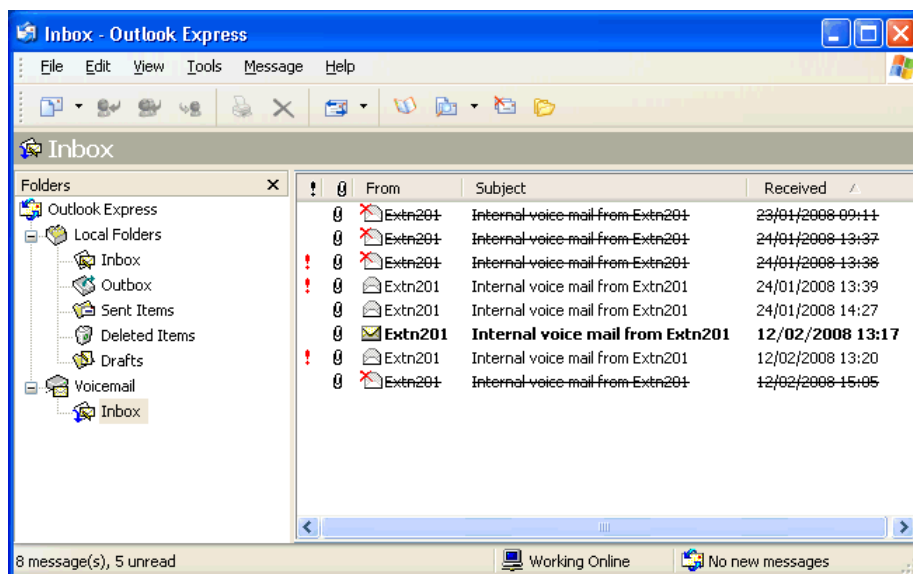 Inbox - Outlook Express
File Edit View Tools Message Help
Inbox
Folders
Outlook Express
Local Folders
Inbox
Outbox
Sent Items
Deleted Items
Drafts
Voicemail
Inbox
! From Subject Received
Extn201 Internal voice mail from Extn201 23/01/2008 09:11
Extn201 Internal voice mail from Extn201 24/01/2008 13:37
! Extn201 Internal voice mail from Extn201 24/01/2008 13:38
! Extn201 Internal voice mail from Extn201 24/01/2008 13:39
Extn201 Internal voice mail from Extn201 24/01/2008 14:27
Extn201 Internal voice mail from Extn201 12/02/2008 13:17
! Extn201 Internal voice mail from Extn201 12/02/2008 13:20
Extn201 Internal voice mail from Extn201 12/02/2008 15:05
8 message(s), 5 unread Working Online No new messages